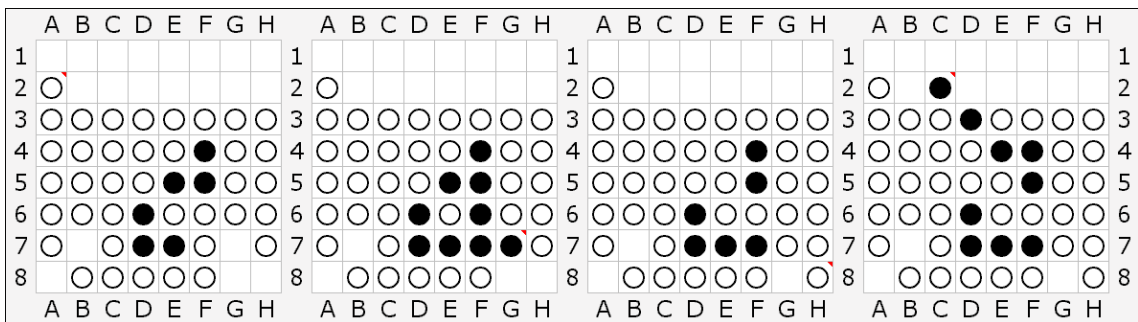 A B C D E F G H A B C D E F G H A B C D E F G H A B C D E F G H
1 1 1 1 1
2 2 2 2 2
3 3 3 3 3
4 4 4 4 4
5 5 5 5 5
6 6 6 6 6
7 7 7 7 7
8 8 8 8 8
A B C D E F G H A B C D E F G H A B C D E F G H A B C D E F G H